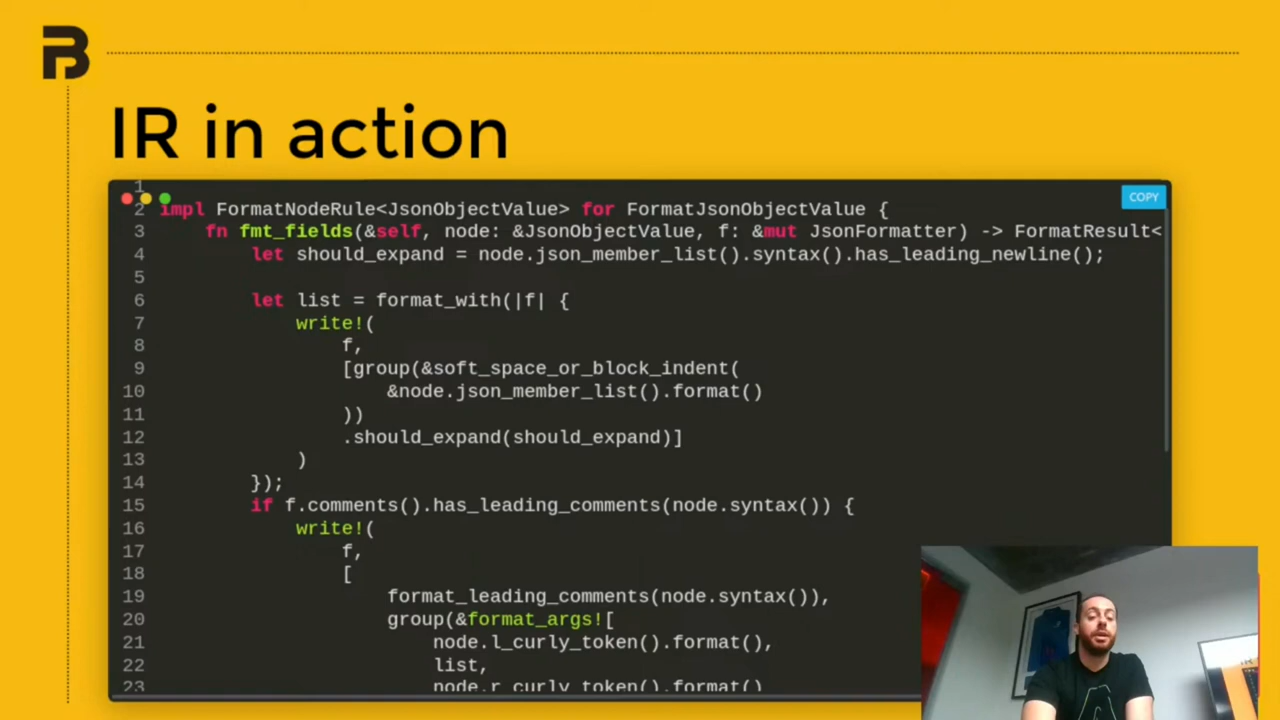 B
IR in action
COPY
1
2 impl FormatNodeRule<JsonObjectValue> for FormatJsonObjectValue {
3     fn fmt_fields(&self, node: &JsonObjectValue, f: &mut JsonFormatter) -> FormatResult<
4         let should_expand = node.json_member_list().syntax().has_leading_newline();
5
6         let list = format_with(|f| {
7             write!(
8                 f,
9                 [group(&soft_space_or_block_indent(
10                     &node.json_member_list().format()
11                 ))
12                 .should_expand(should_expand)]
13             )
14         });
15         if f.comments().has_leading_comments(node.syntax()) {
16             write!(
17                 f,
18                 [
19                     format_leading_comments(node.syntax()),
20                     group(&format_args![
21                         node.l_curly_token().format(),
22                         list,
23                         node.r_curly_token().format()